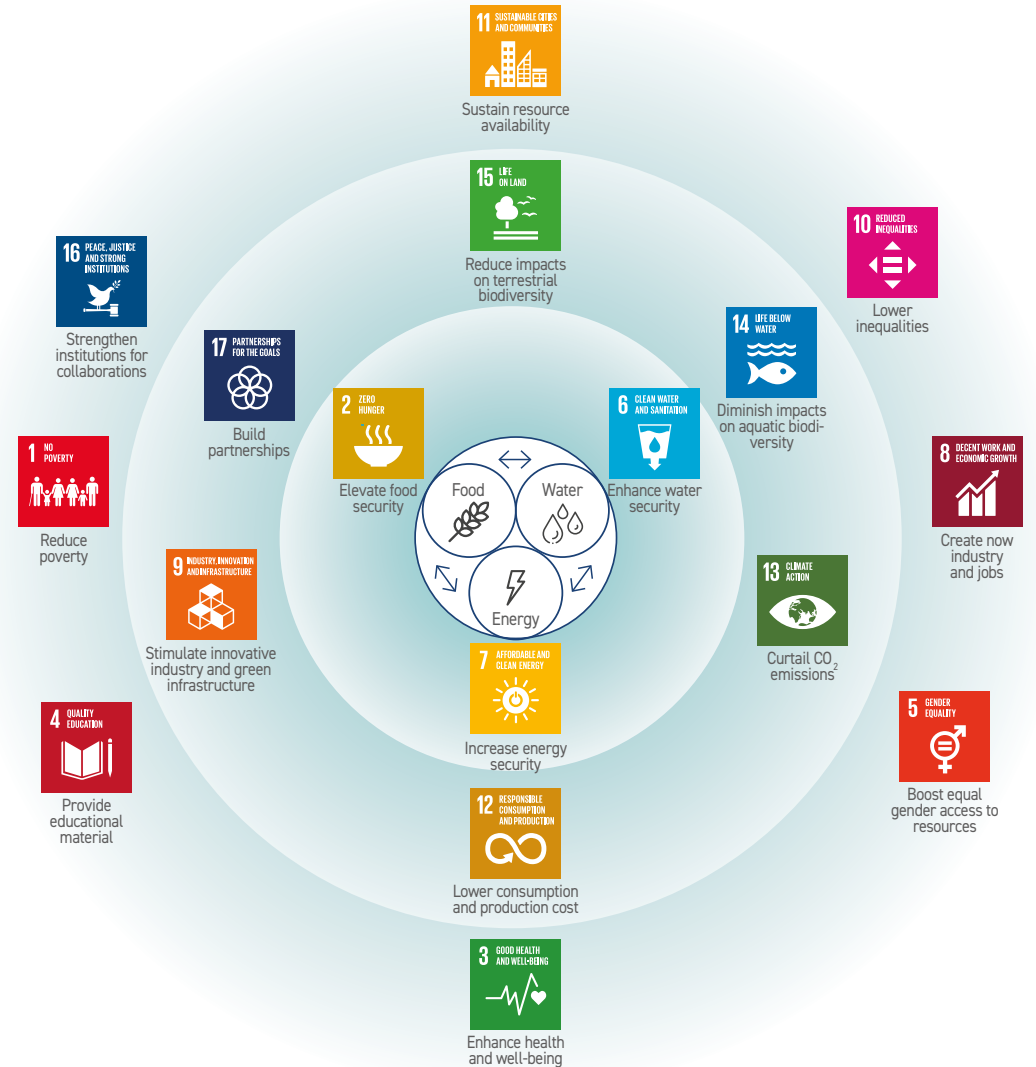 11 SUSTAINABLE CITIES
AND COMMUNITIES
Sustain resource
availability
15 LIFE
ON LAND
Reduce impacts
on terrestrial
biodiversity
10 REDUCED
INEQUALITIES
Lower
inequalities
16 PEACE, JUSTICE
AND STRONG
INSTITUTIONS
Strengthen
institutions for
collaborations
17 PARTNERSHIPS
FOR THE GOALS
Build
partnerships
14 LIFE BELOW
WATER
Diminish impacts
on aquatic biodi-
versity
2 ZERO
HUNGER
Elevate food
security
6 CLEAN WATER
AND SANITATION
Enhance water
security
1 NO
POVERTY
Reduce
poverty
8 DECENT WORK AND
ECONOMIC GROWTH
Create now
industry
and jobs
Food
Water
Energy
9 INDUSTRY, INNOVATION
AND INFRASTRUCTURE
Stimulate innovative
industry and green
infrastructure
13 CLIMATE
ACTION
Curtail CO2
emissions
7 AFFORDABLE AND
CLEAN ENERGY
Increase energy
security
4 QUALITY
EDUCATION
Provide
educational
material
5 GENDER
EQUALITY
Boost equal
gender access to
resources
12 RESPONSIBLE
CONSUMPTION
AND PRODUCTION
Lower consumption
and production cost
3 GOOD HEALTH
AND WELL-BEING
Enhance health
and well-being